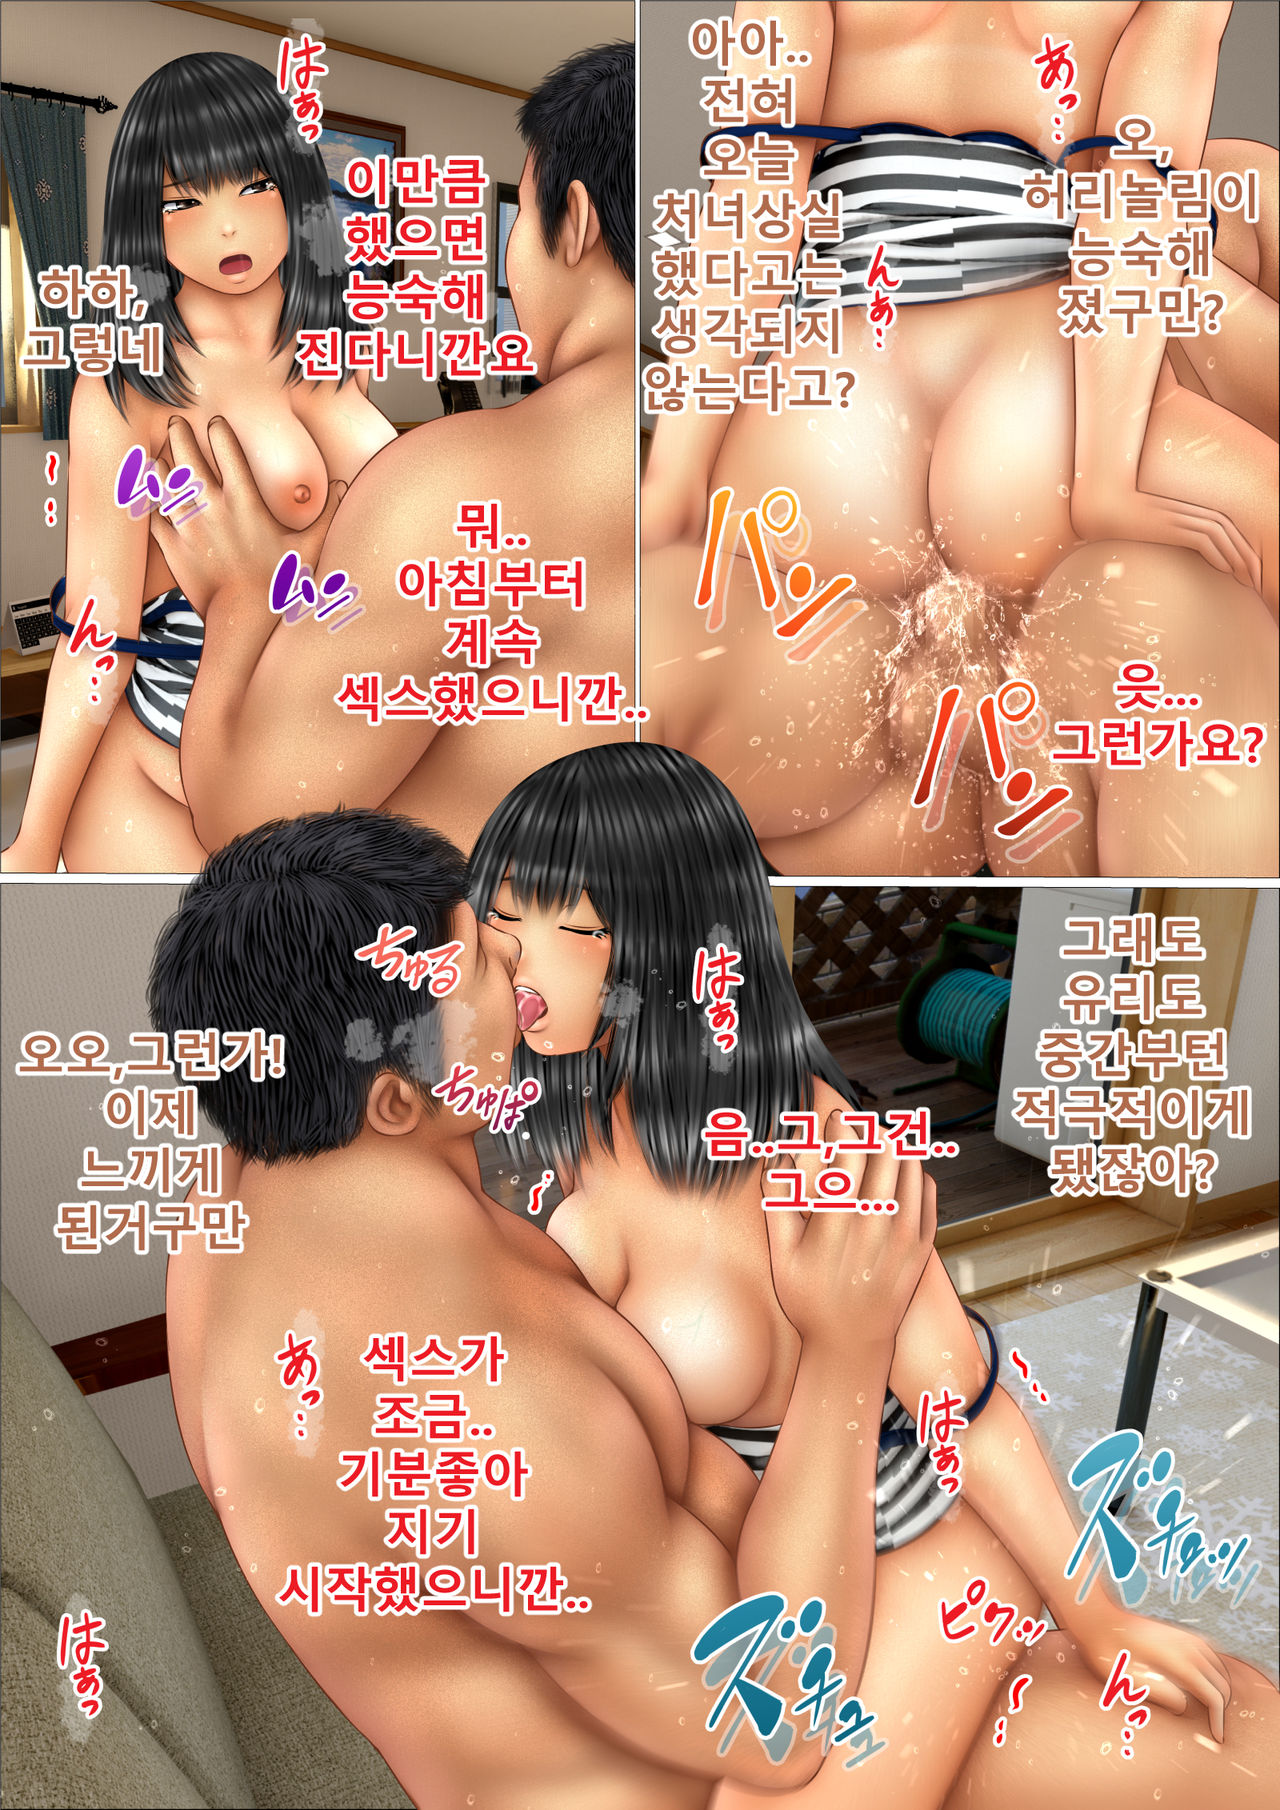 오,
허리놀림이
능숙해
졌구만?
あっ‥
아아..
전혀
오늘
처녀상실
했다고는
생각되지
않는다고?
んぁ‥
パンッ
パンッ
읏...
그런가요?
はぁっ
이만큼
했으면
능숙해
진다니깐요
하하,
그렇네
ムニ
ムニ
んっ‥
뭐..
아침부터
계속
섹스했으니깐..
그래도
유리도
중간부턴
적극적이게
됐잖아?
はぁっ
ちゅる
ちゅぱ
음..그,그건..
그으...
오오,그런가!
이제
느끼게
된거구만
あっ‥
섹스가
조금..
기분좋아
지기
시작했으니깐..
はぁっ
ズチュ
ピクッ
んっ‥
はぁっ